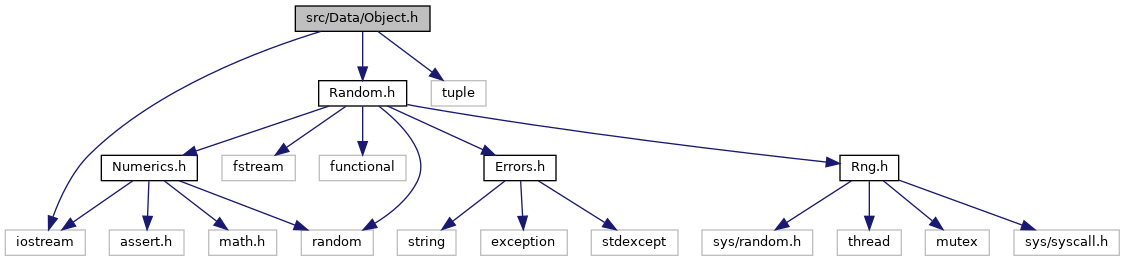 src/Data/Object.h
Random.h
tuple
Numerics.h
fstream
functional
Errors.h
Rng.h
iostream
assert.h
math.h
random
string
exception
stdexcept
sys/random.h
thread
mutex
sys/syscall.h